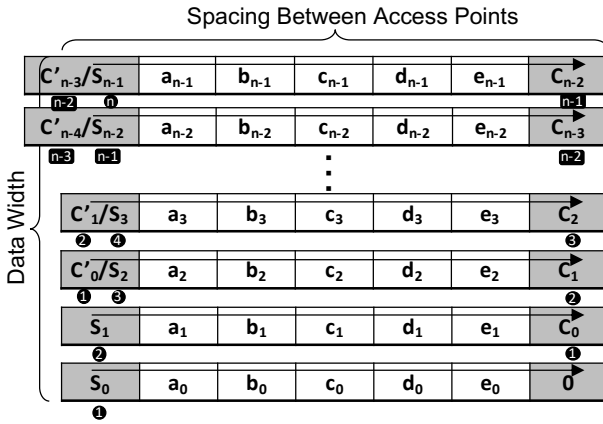 Spacing Between Access Points
Data Width
C'n-3/Sn-1 an-1 bn-1 cn-1 dn-1 en-1 Cn-2
n-2 n n-1
C'n-4/Sn-2 an-2 bn-2 cn-2 dn-2 en-2 Cn-3
n-3 n-1 n-2
C'1/S3 a3 b3 c3 d3 e3 C2
2 4 3
C'0/S2 a2 b2 c2 d2 e2 C1
1 3 2
S1 a1 b1 c1 d1 e1 C0
2 1
S0 a0 b0 c0 d0 e0 0
1